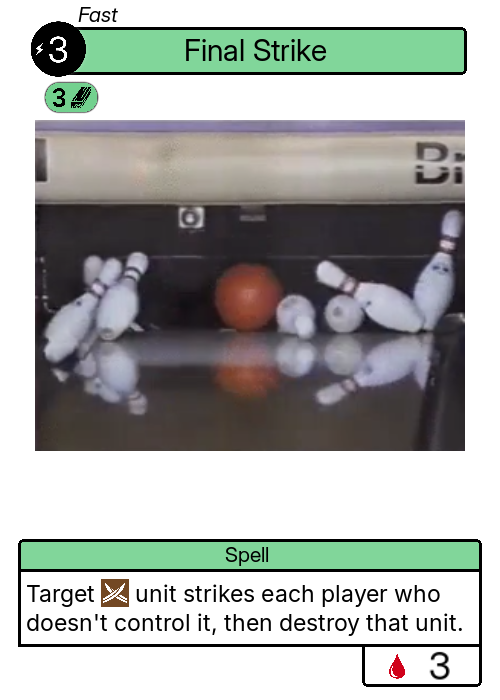 Fast
3
Final Strike
3
Spell
Target unit strikes each player who
doesn't control it, then destroy that unit.
3